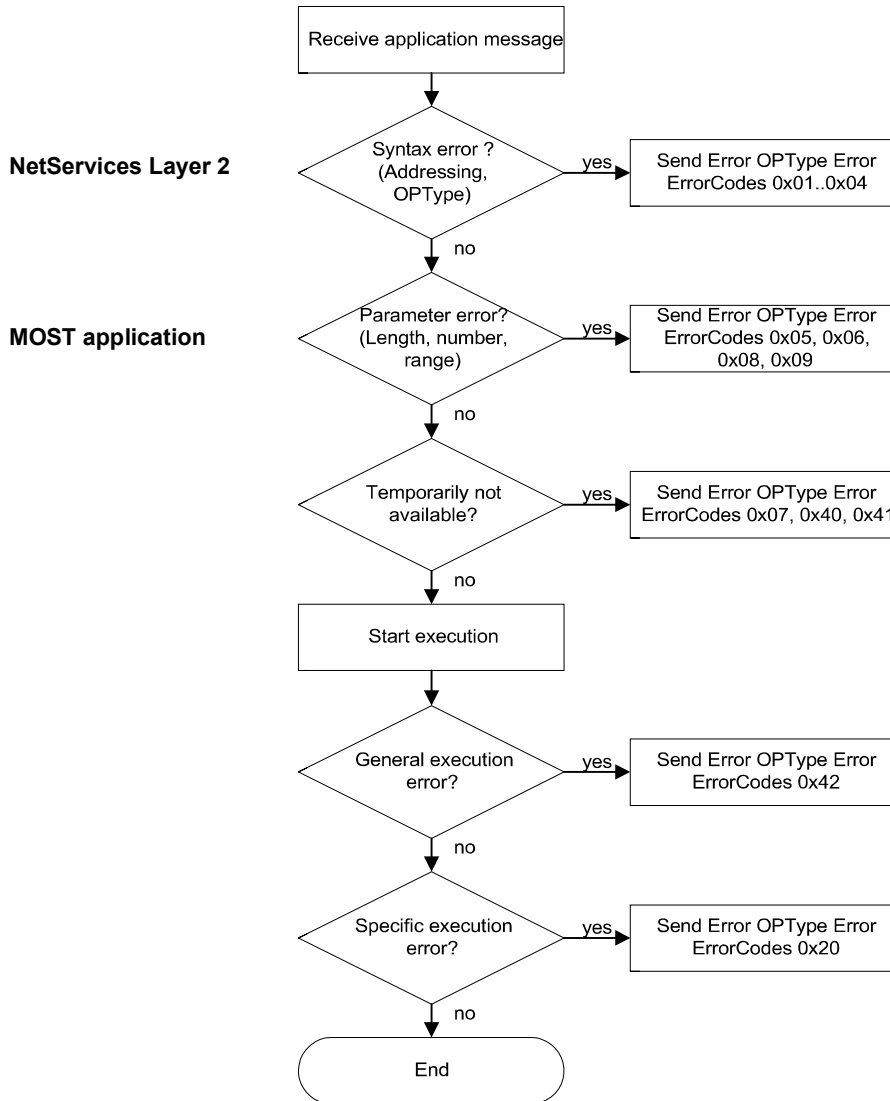 Receive application message
NetServices Layer 2
Syntax error ?
(Addressing,
OPType)
yes
Send Error OPType Error
ErrorCodes 0x01..0x04
no
MOST application
Parameter error?
(Length, number,
range)
yes
Send Error OPType Error
ErrorCodes 0x05, 0x06,
0x08, 0x09
no
Temporarily not
available?
yes
Send Error OPType Error
ErrorCodes 0x07, 0x40, 0x41
no
Start execution
General execution
error?
yes
Send Error OPType Error
ErrorCodes 0x42
no
Specific execution
error?
yes
Send Error OPType Error
ErrorCodes 0x20
no
End